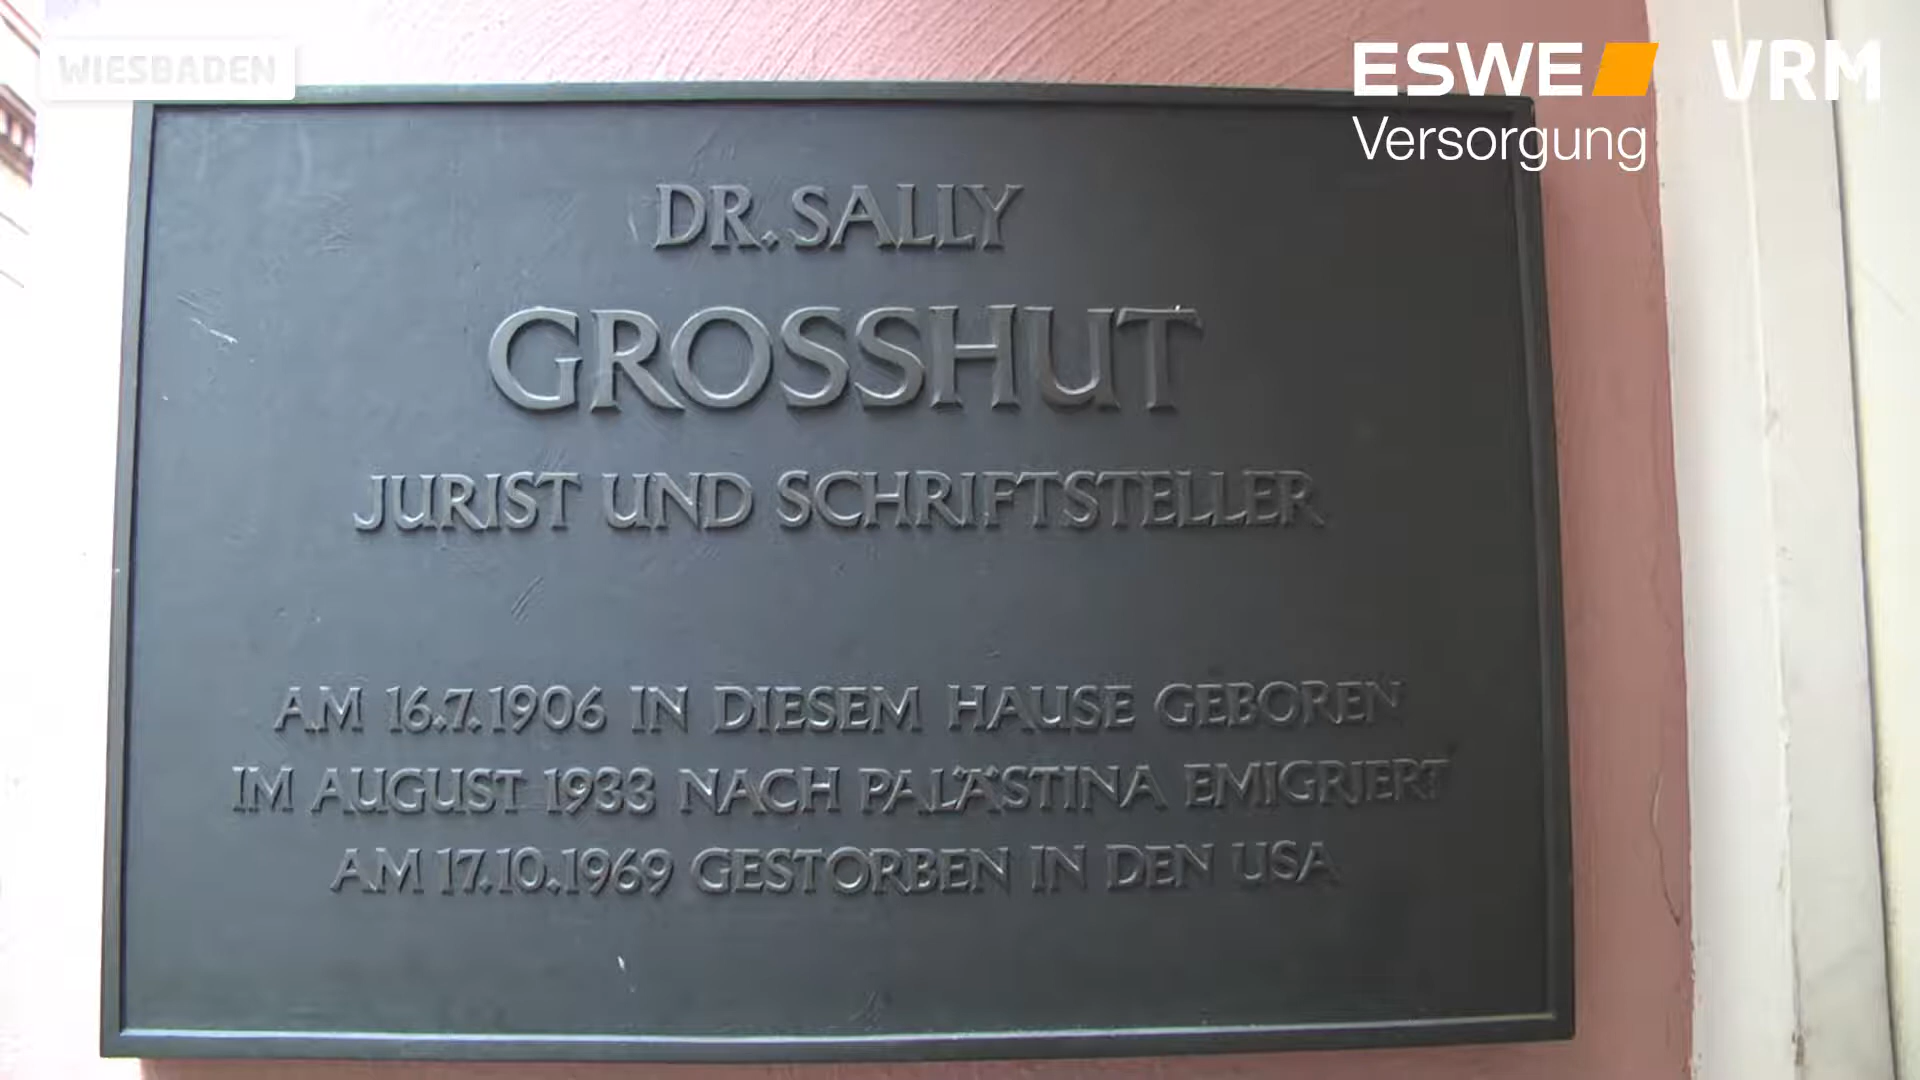 WIESBADEN
ESWE VRM
Versorgung
DR. SALLY
GROSSHUT
JURIST UND SCHRIFTSTELLER
AM 16.7.1906 IN DIESEM HAUSE GEBOREN
IM AUGUST 1933 NACH PALÄSTINA EMIGRIERT
AM 17.10.1969 GESTORBEN IN DEN USA